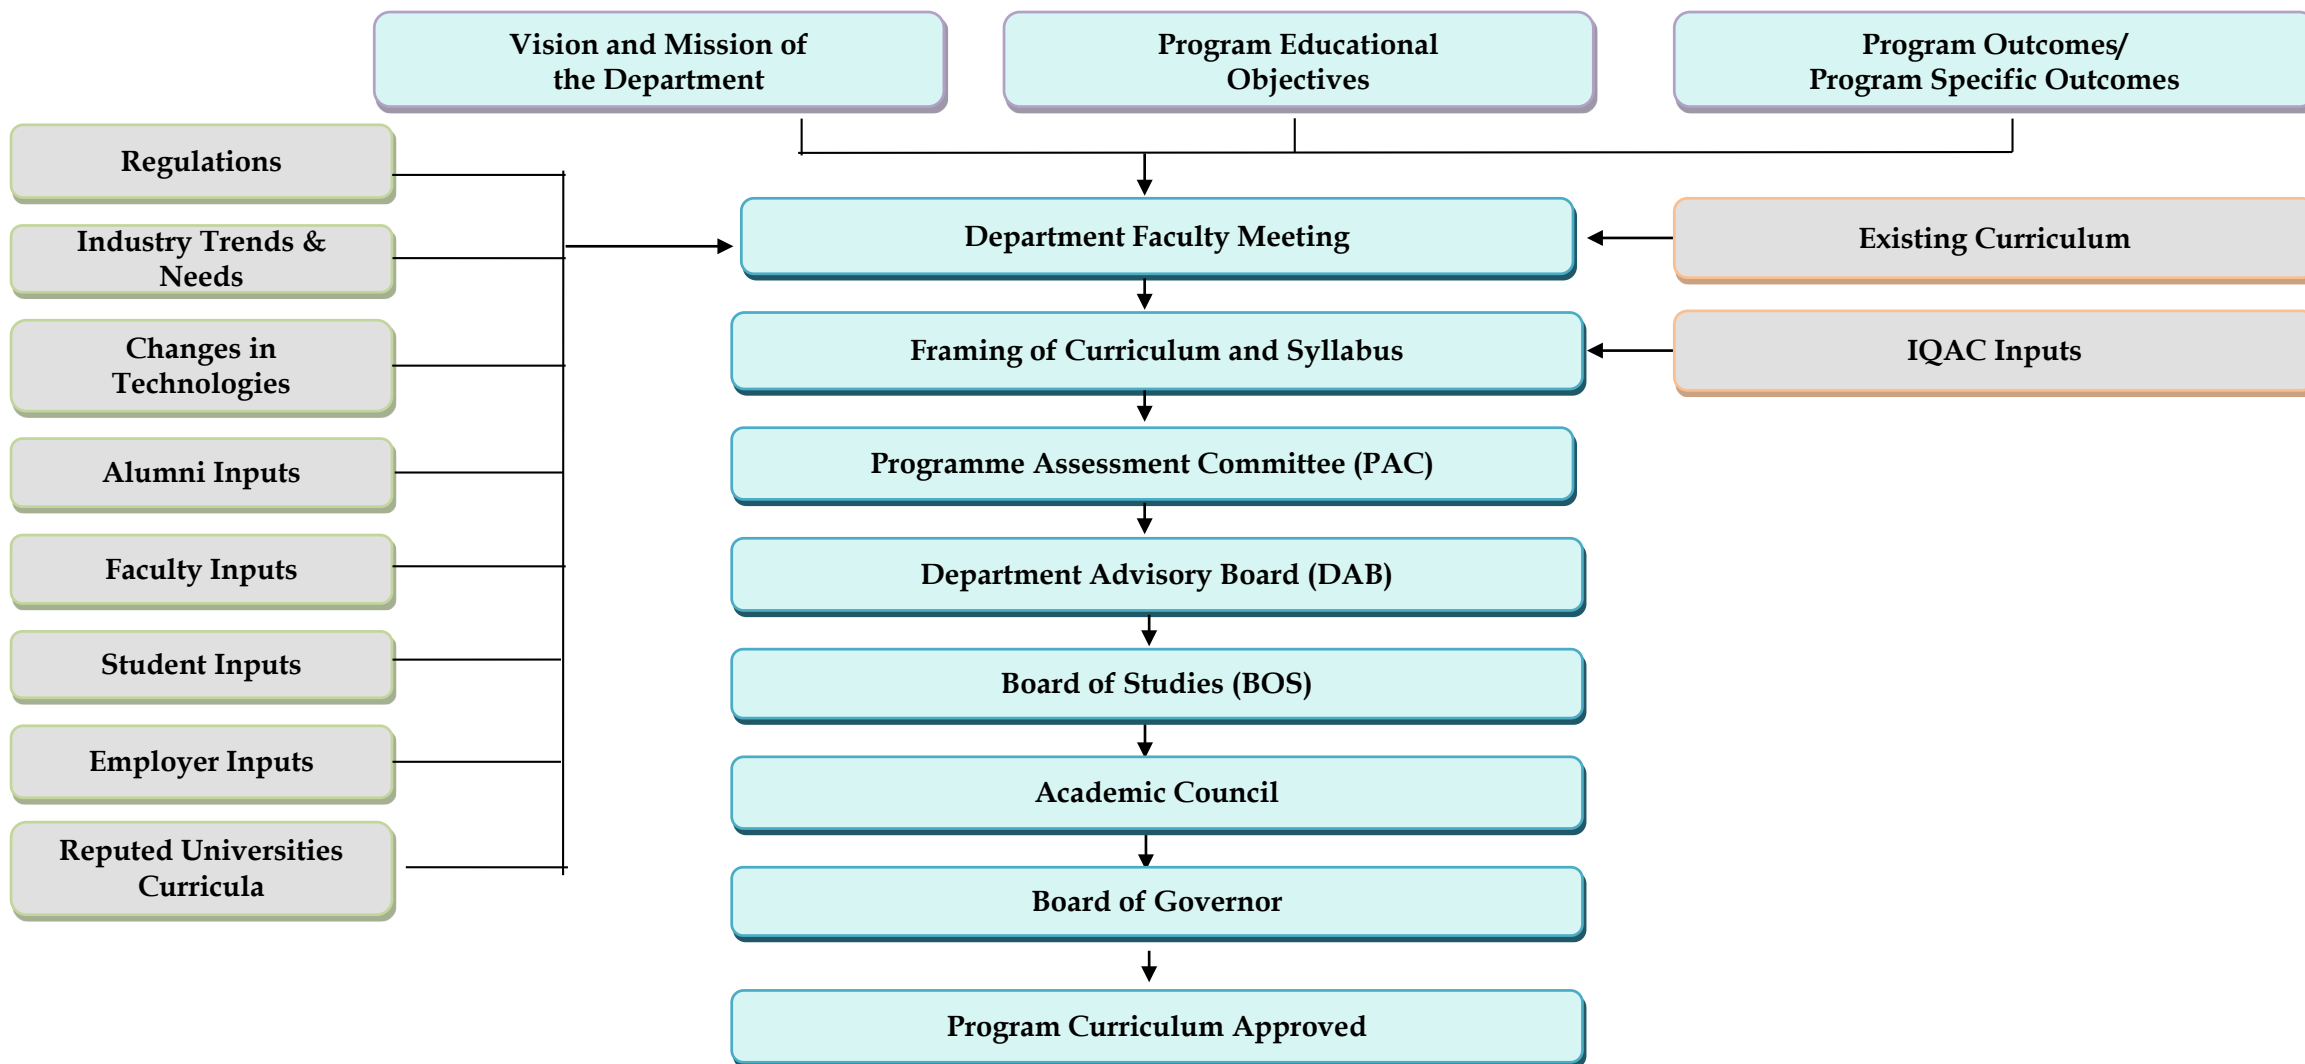 Vision and Mission of
the Department
Program Educational
Objectives
Program Outcomes/
Program Specific Outcomes
Regulations
Industry Trends &
Needs
Changes in
Technologies
Alumni Inputs
Faculty Inputs
Student Inputs
Employer Inputs
Reputed Universities
Curricula
Department Faculty Meeting
Existing Curriculum
Framing of Curriculum and Syllabus
IQAC Inputs
Programme Assessment Committee (PAC)
Department Advisory Board (DAB)
Board of Studies (BOS)
Academic Council
Board of Governor
Program Curriculum Approved